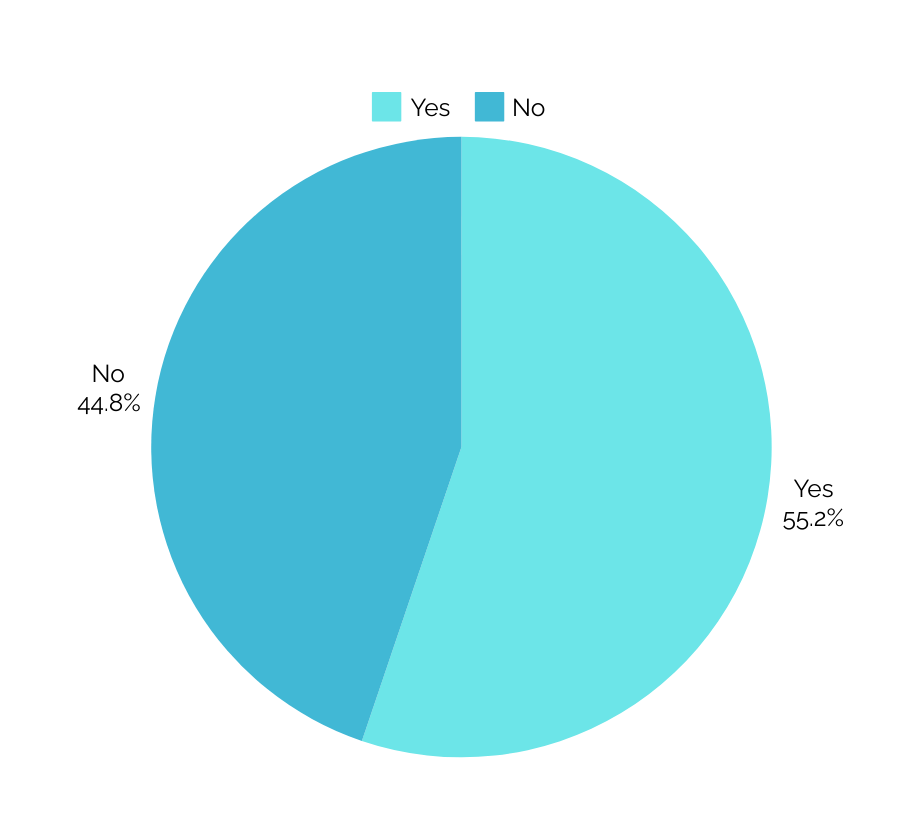 Yes No
No
44.8%
Yes
55.2%